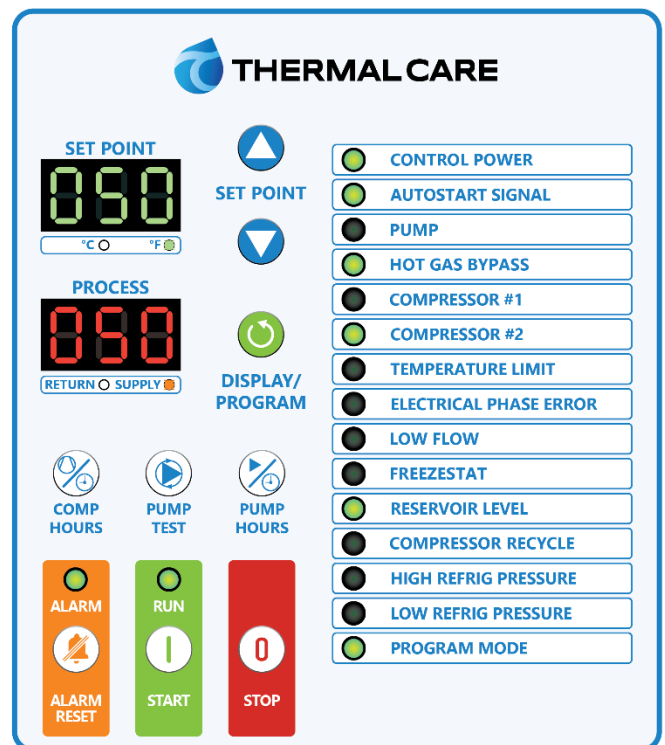 THERMAL CARE
SET POINT
050
°C °F
SET POINT
PROCESS
050
RETURN SUPPLY
DISPLAY/
PROGRAM
COMP
HOURS
PUMP
TEST
PUMP
HOURS
ALARM
ALARM
RESET
RUN
START
0
STOP
CONTROL POWER
AUTOSTART SIGNAL
PUMP
HOT GAS BYPASS
COMPRESSOR #1
COMPRESSOR #2
TEMPERATURE LIMIT
ELECTRICAL PHASE ERROR
LOW FLOW
FREEZESTAT
RESERVOIR LEVEL
COMPRESSOR RECYCLE
HIGH REFRIG PRESSURE
LOW REFRIG PRESSURE
PROGRAM MODE